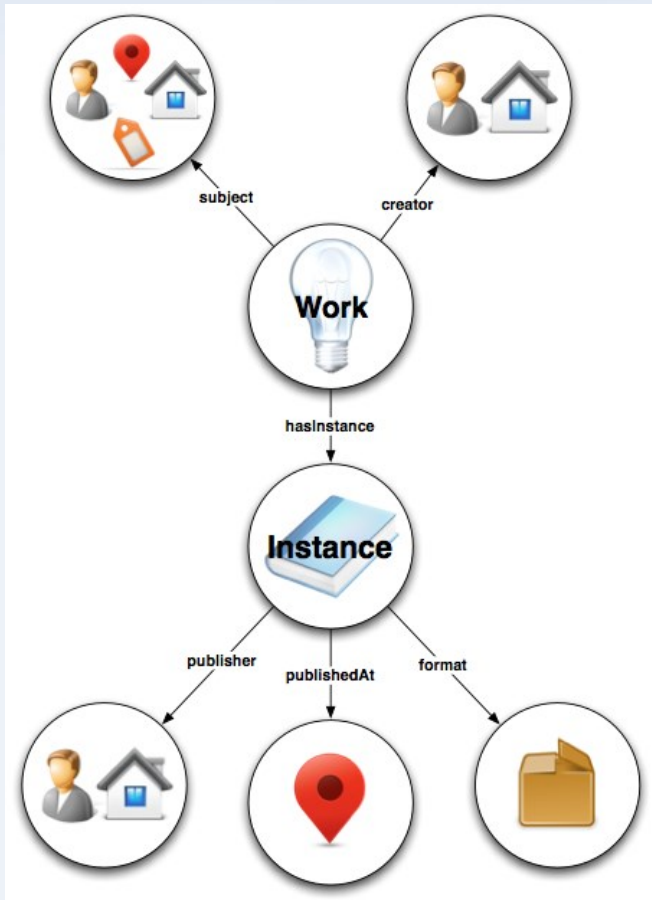 subject
creator
Work
hasInstance
Instance
publisher
publishedAt
format